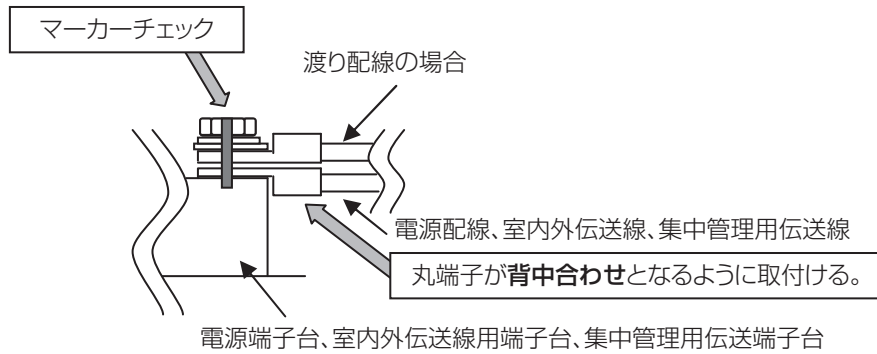 マーカーチェック
渡り配線の場合
電源配線、室内外伝送線、集中管理用伝送線
丸端子が背中合わせとなるように取付ける。
電源端子台、室内外伝送線用端子台、集中管理用伝送端子台